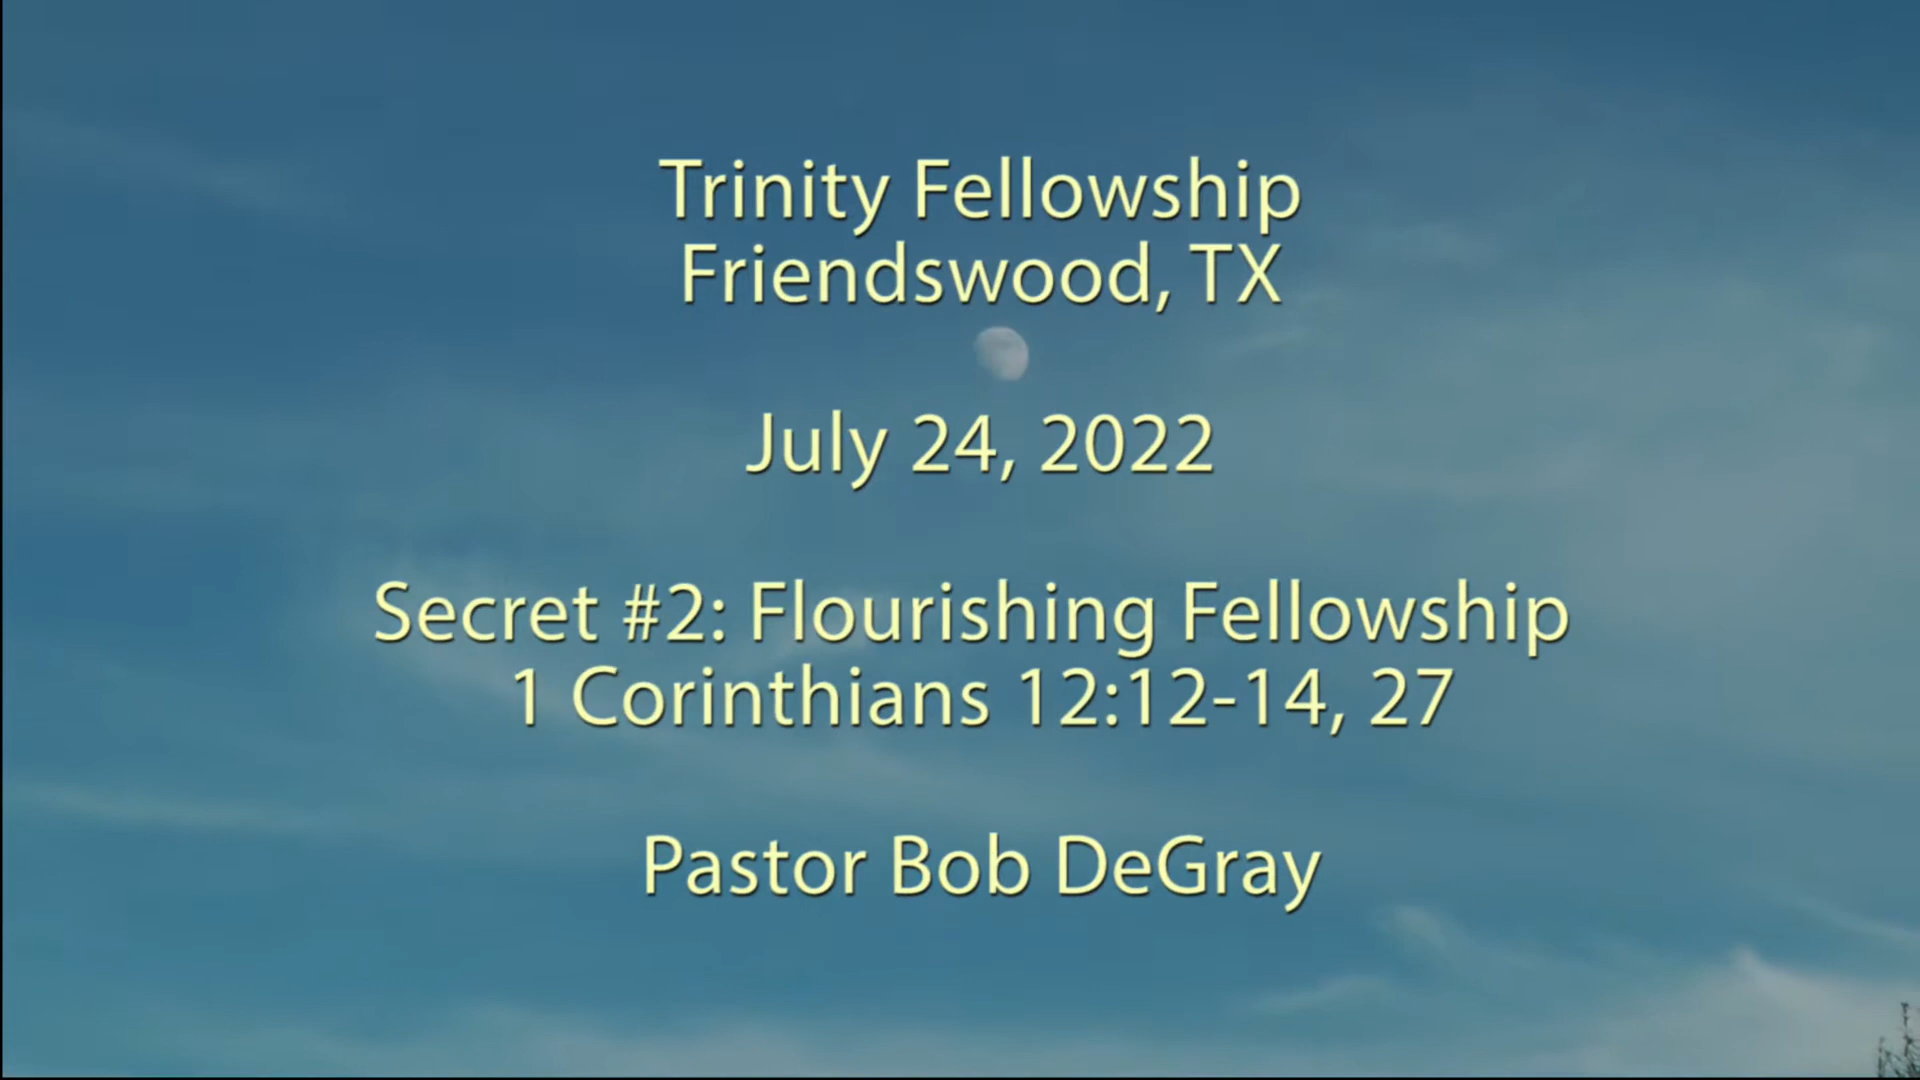 Trinity Fellowship
Friendswood, TX
July 24, 2022
Secret #2: Flourishing Fellowship
1 Corinthians 12:12-14, 27
Pastor Bob DeGray